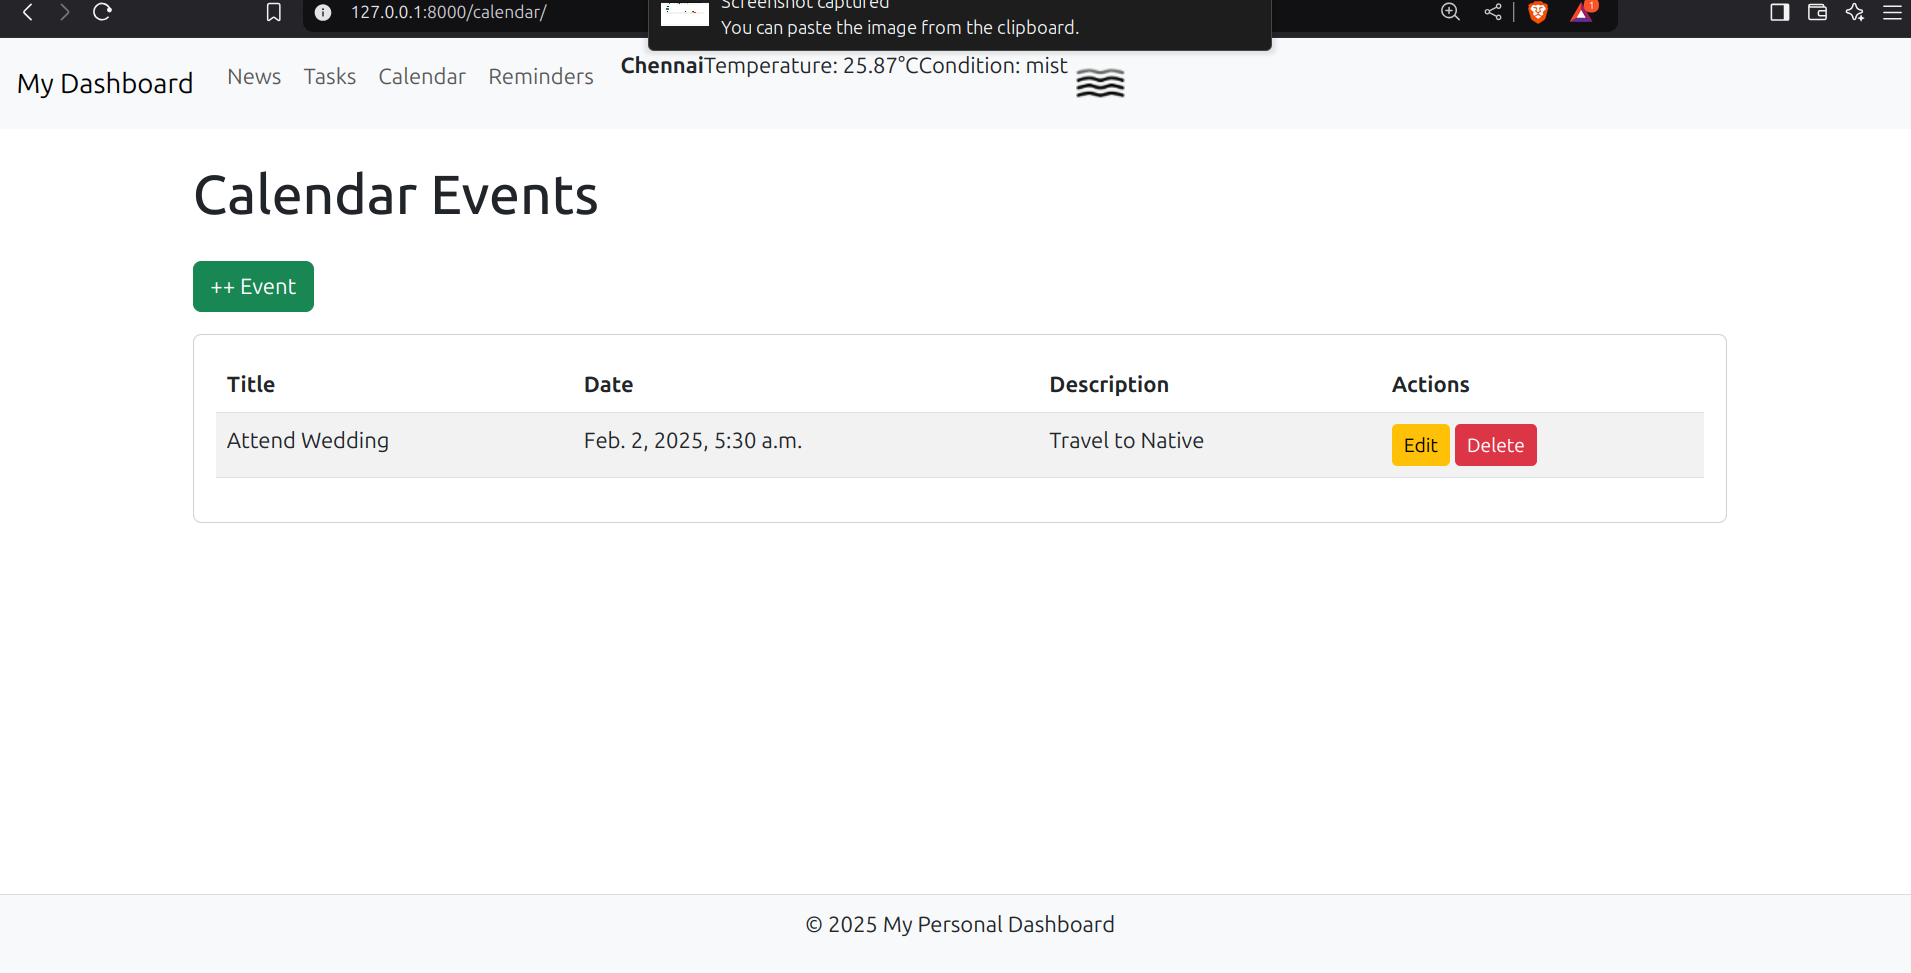 127.0.0.1:8000/calendar/
Screenshot captured
You can paste the image from the clipboard.
1
My Dashboard News Tasks Calendar Reminders ChennaiTemperature: 25.87°CCondition: mist
Calendar Events
++ Event
Title Date Description Actions
Attend Wedding Feb. 2, 2025, 5:30 a.m. Travel to Native Edit Delete
© 2025 My Personal Dashboard